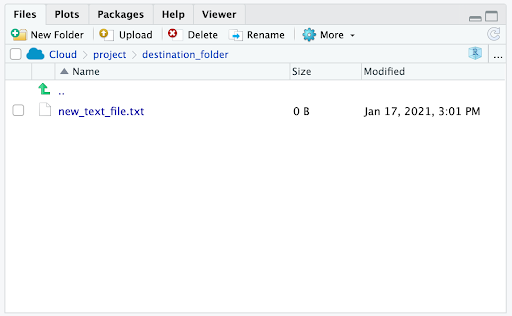 Files Plots Packages Help Viewer
New Folder Upload Delete Rename More
Cloud project destination_folder ...
Name Size Modified
..
new_text_file.txt 0 B Jan 17, 2021, 3:01 PM